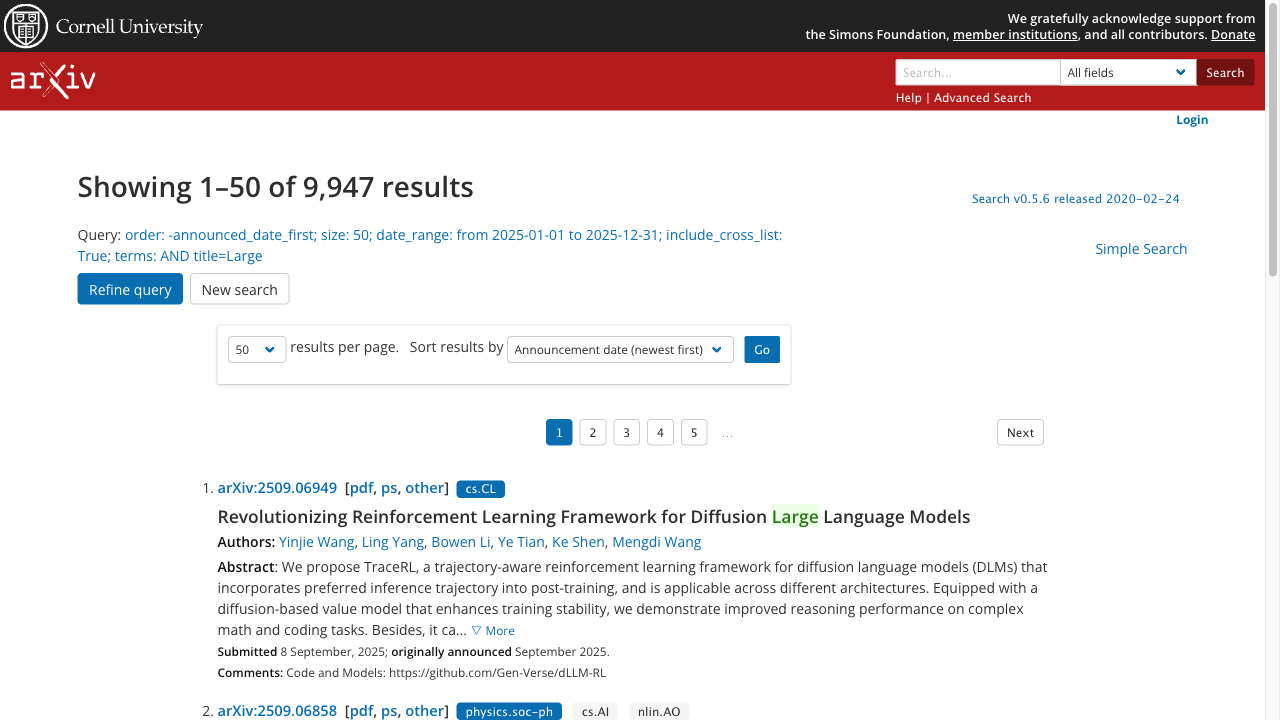 Cornell University
We gratefully acknowledge support from
the Simons Foundation, member institutions, and all contributors. Donate
arXiv
Search...
All fields
Search
Help | Advanced Search
Login
Showing 1–50 of 9,947 results
Search v0.5.6 released 2020-02-24
Query: order: -announced_date_first; size: 50; date_range: from 2025-01-01 to 2025-12-31; include_cross_list:
True; terms: AND title=Large
Simple Search
Refine query
New search
50 results per page. Sort results by Announcement date (newest first) Go
1 2 3 4 5 ... Next
1. arXiv:2509.06949 [pdf, ps, other] cs.CL
Revolutionizing Reinforcement Learning Framework for Diffusion Large Language Models
Authors: Yinjie Wang, Ling Yang, Bowen Li, Ye Tian, Ke Shen, Mengdi Wang
Abstract: We propose TraceRL, a trajectory-aware reinforcement learning framework for diffusion language models (DLMs) that
incorporates preferred inference trajectory into post-training, and is applicable across different architectures. Equipped with a
diffusion-based value model that enhances training stability, we demonstrate improved reasoning performance on complex
math and coding tasks. Besides, it ca... ▽ More
Submitted 8 September, 2025; originally announced September 2025.
Comments: Code and Models: https://github.com/Gen-Verse/dLLM-RL
2. arXiv:2509.06858 [pdf, ps, other] physics.soc-ph cs.AI nlin.AO